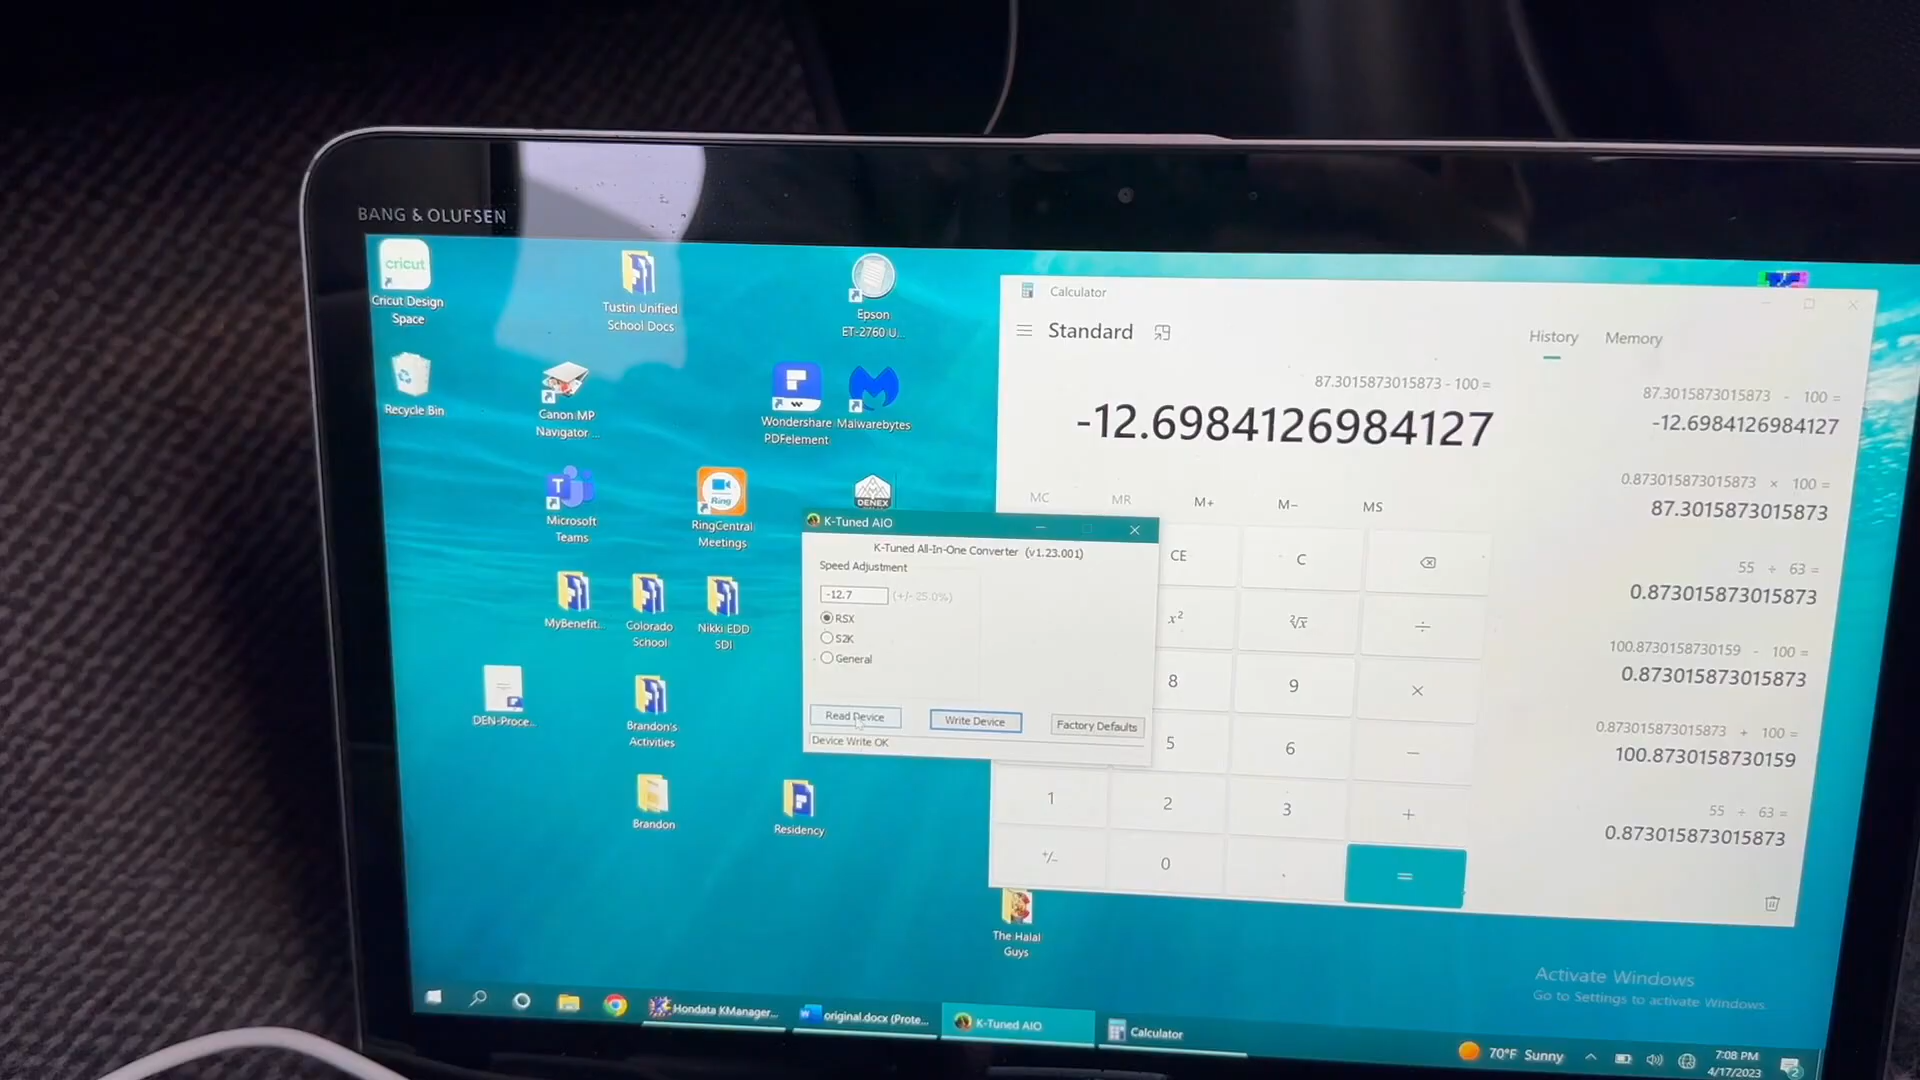 BANG & OLUFSEN
cricut
Cricut Design
Space
Tustin Unified
School Docs
Epson
ET-2760 U...
Recycle Bin
Canon MP
Navigator ...
Wondershare
PDFelement
Malwarebytes
Microsoft
Teams
Ring
RingCentral
Meetings
DENEX
MyBenefit...
Colorado
School
Nikki EDD
SDI
DEN-Proce...
Brandon's
Activities
Brandon
Residency
The Halal
Guys
K-Tuned AIO
K-Tuned All-In-One Converter (v1.23.001)
Speed Adjustment
-12.7 (+/- 25.0%)
RSX
S2K
General
Read Device
Write Device
Factory Defaults
Device Write OK
Calculator
Standard
History
Memory
87.3015873015873 - 100 =
-12.6984126984127
MC
MR
M+
M-
MS
CE
C
x²
²√x
÷
8
9
×
5
6
−
1
2
3
+
+/-
0
.
=
87.3015873015873 - 100 =
-12.6984126984127
0.873015873015873 × 100 =
87.3015873015873
55 ÷ 63 =
0.873015873015873
100.8730158730159 - 100 =
0.873015873015873
0.873015873015873 + 100 =
100.8730158730159
55 ÷ 63 =
0.873015873015873
Activate Windows
Go to Settings to activate Windows.
Hondata KManager...
original.docx (Prote...
K-Tuned AIO
Calculator
70°F Sunny
7:08 PM
4/17/2023
2